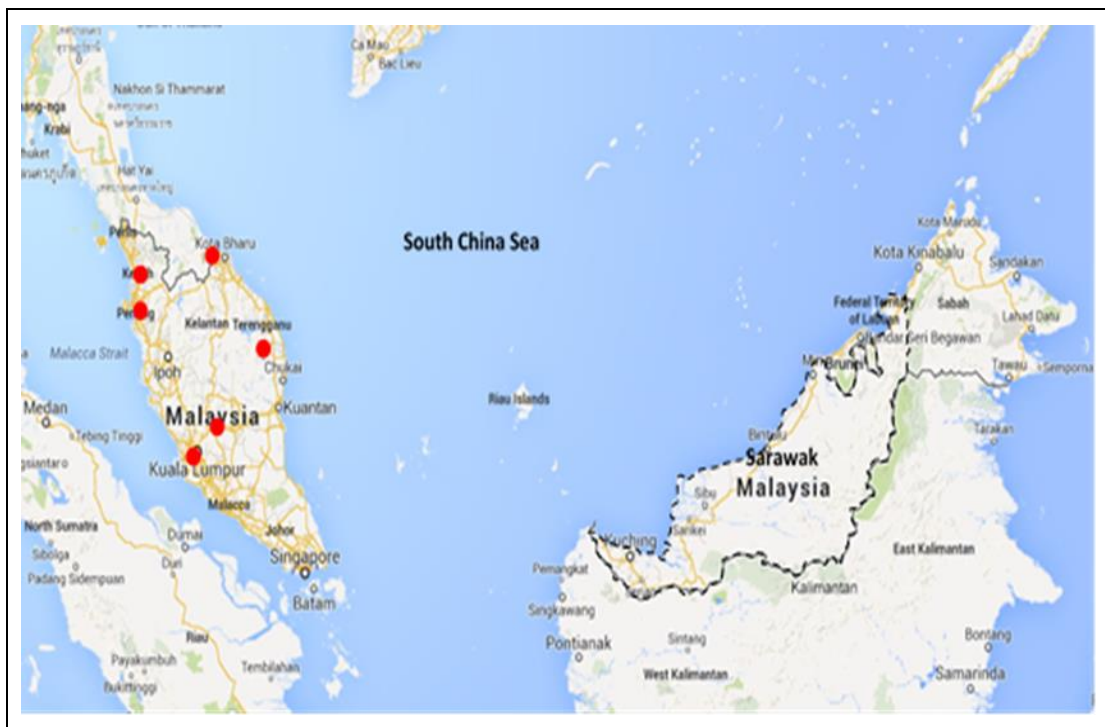 Ca Mau
Bac Lieu
Nakhon Si Thammarat
Krabi
Hat Yai
Kota Bharu
South China Sea
Kota Marudu
Kota Kinabalu
Sandakan
Federal Territory
of Labuan
Sabah
Lahad Datu
Kelantan
Terengganu
Bandar Seri Begawan
Malacca Strait
Ipoh
Brunei
Tawau
Semporna
Chukai
Medan
Riau Islands
Kuantan
Malaysia
Tebing Tinggi
Tarakan
Bintulu
Sarawak
Kuala Lumpur
Malaysia
Sibu
Malacca
Sarikei
North Sumatra
Dumai
Johor
Kuching
East Kalimantan
Sibolga
Singapore
Duri
Padang Sidempuan
Pemangkat
Kalimantan
Batam
Singkawang
Riau
Pontianak
Sintang
Bontang
Payakumbuh
Tembilahan
West Kalimantan
Samarinda
Bukittinggi